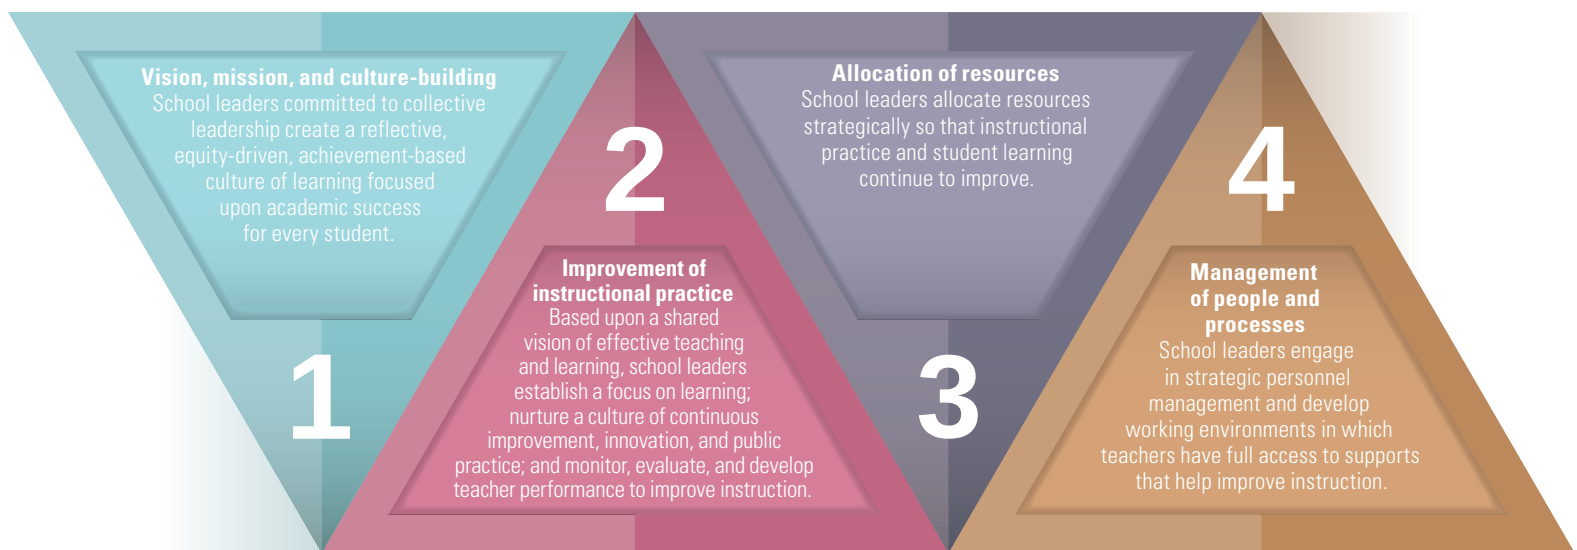 Vision, mission, and culture-building
School leaders committed to collective
leadership create a reflective,
equity-driven, achievement-based
culture of learning focused
upon academic success
for every student.
1
2
Improvement of
instructional practice
Based upon a shared
vision of effective teaching
and learning, school leaders
establish a focus on learning;
nurture a culture of continuous
improvement, innovation, and public
practice; and monitor, evaluate, and develop
teacher performance to improve instruction.
Allocation of resources
School leaders allocate resources
strategically so that instructional
practice and student learning
continue to improve.
3
4
Management
of people and
processes
School leaders engage
in strategic personnel
management and develop
working environments in which
teachers have full access to supports
that help improve instruction.